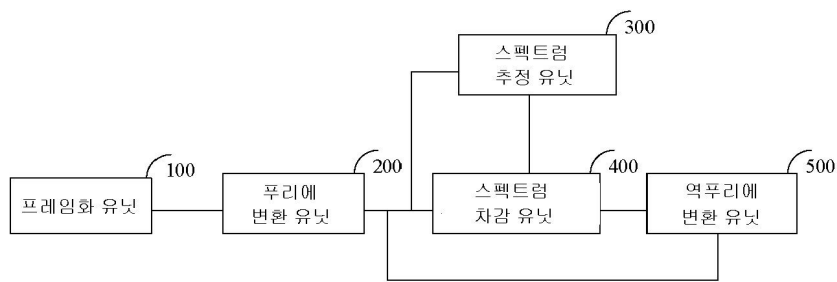 300
스펙트럼
추정 유닛
100
프레임화 유닛
200
푸리에
변환 유닛
400
스펙트럼
차감 유닛
500
역푸리에
변환 유닛